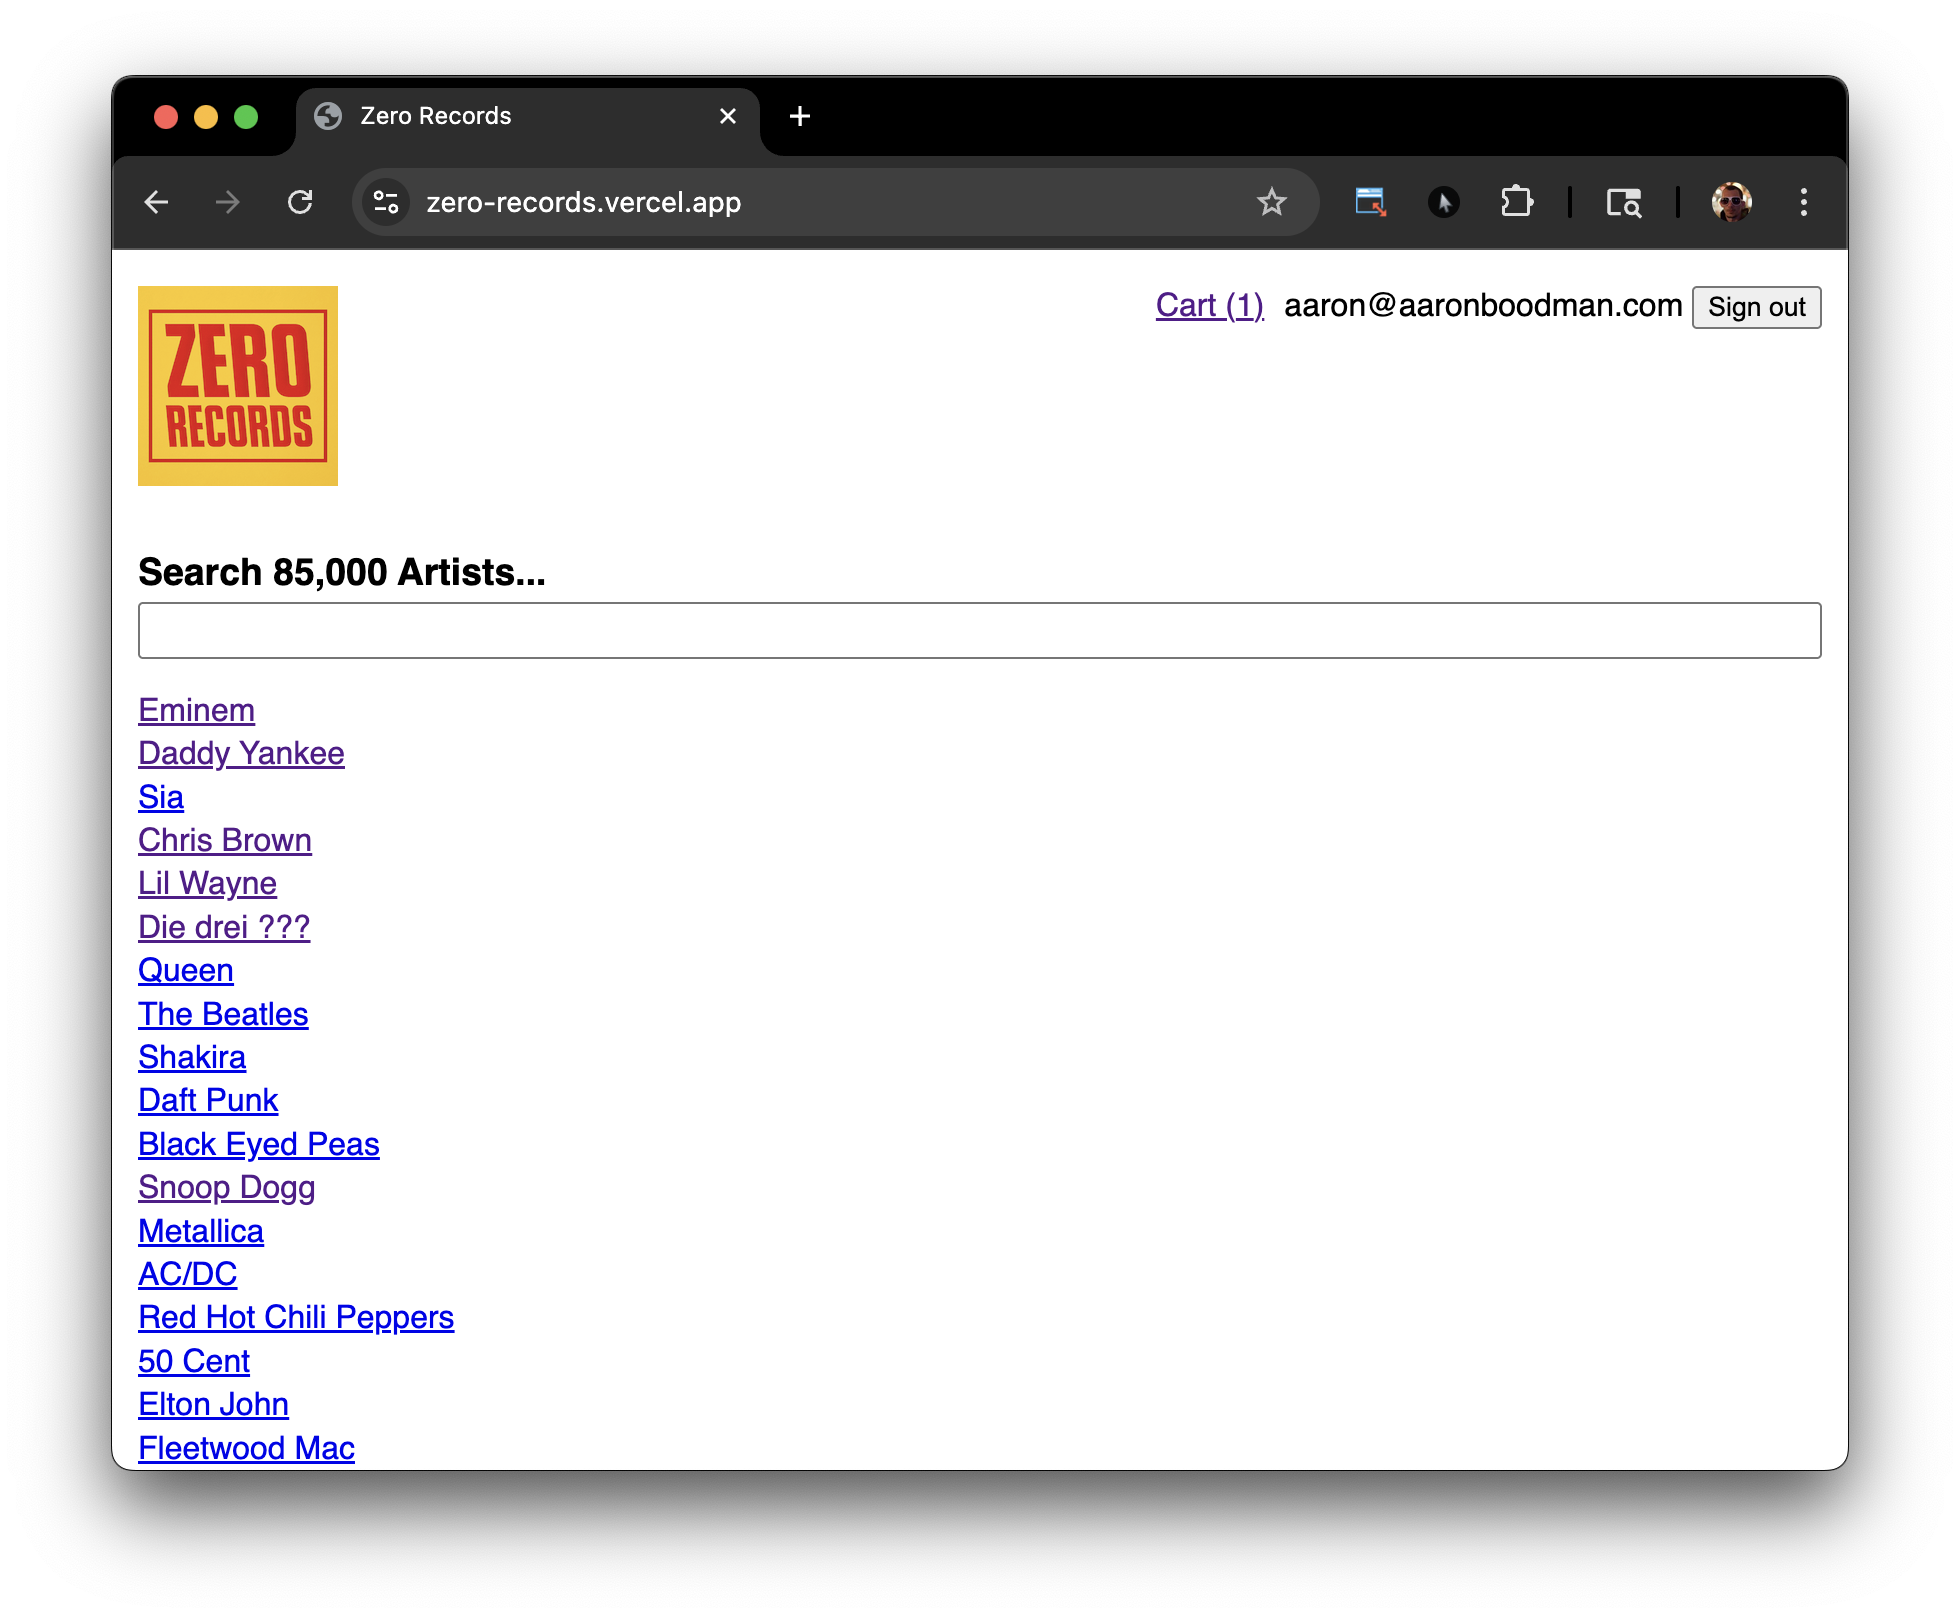 Zero Records
zero-records.vercel.app
ZERO
RECORDS
Cart (1) aaron@aaronboodman.com Sign out
Search 85,000 Artists...
Eminem
Daddy Yankee
Sia
Chris Brown
Lil Wayne
Die drei ???
Queen
The Beatles
Shakira
Daft Punk
Black Eyed Peas
Snoop Dogg
Metallica
AC/DC
Red Hot Chili Peppers
50 Cent
Elton John
Fleetwood Mac